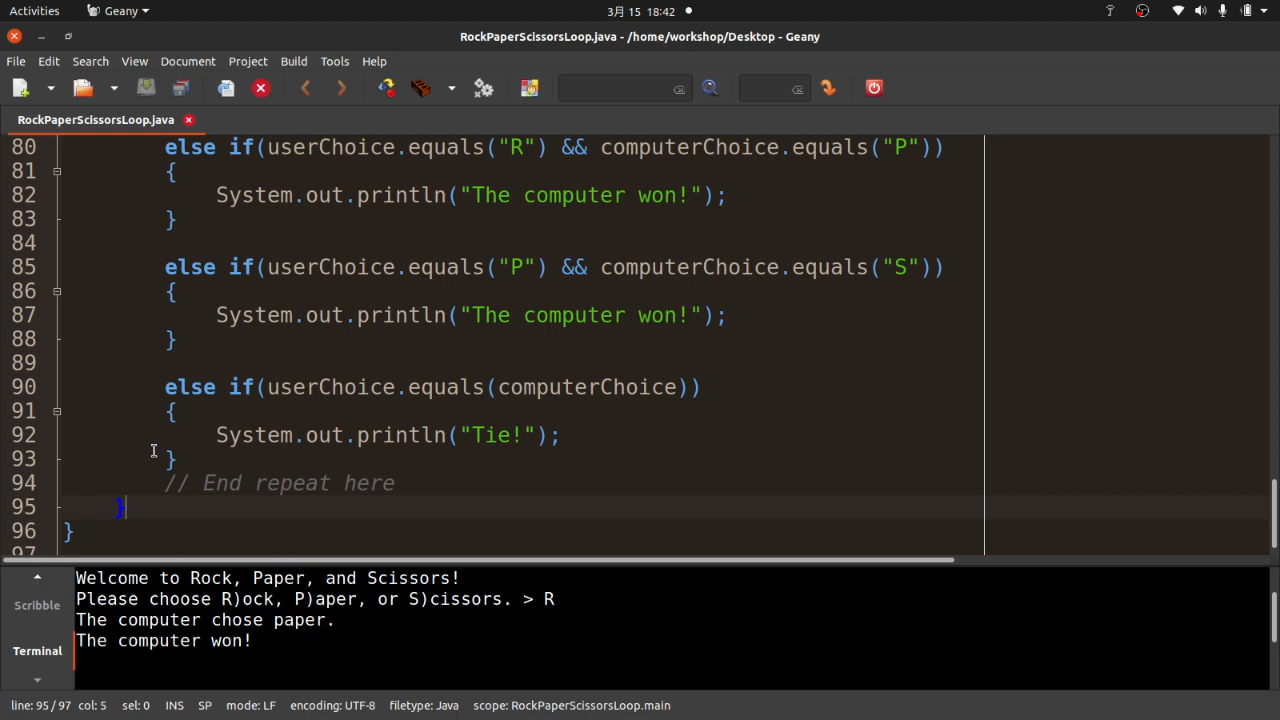 Activities
Geany
3月 15 18:42
RockPaperScissorsLoop.java - /home/workshop/Desktop - Geany
File Edit Search View Document Project Build Tools Help
RockPaperScissorsLoop.java
80 else if(userChoice.equals("R") && computerChoice.equals("P"))
81 {
82 System.out.println("The computer won!");
83 }
84
85 else if(userChoice.equals("P") && computerChoice.equals("S"))
86 {
87 System.out.println("The computer won!");
88 }
89
90 else if(userChoice.equals(computerChoice))
91 {
92 System.out.println("Tie!");
93 }
94 // End repeat here
95 }
96 }
97
Scribble
Terminal
Welcome to Rock, Paper, and Scissors!
Please choose R)ock, P)aper, or S)cissors. > R
The computer chose paper.
The computer won!
line: 95 / 97 col: 5 sel: 0 INS SP mode: LF encoding: UTF-8 filetype: Java scope: RockPaperScissorsLoop.main